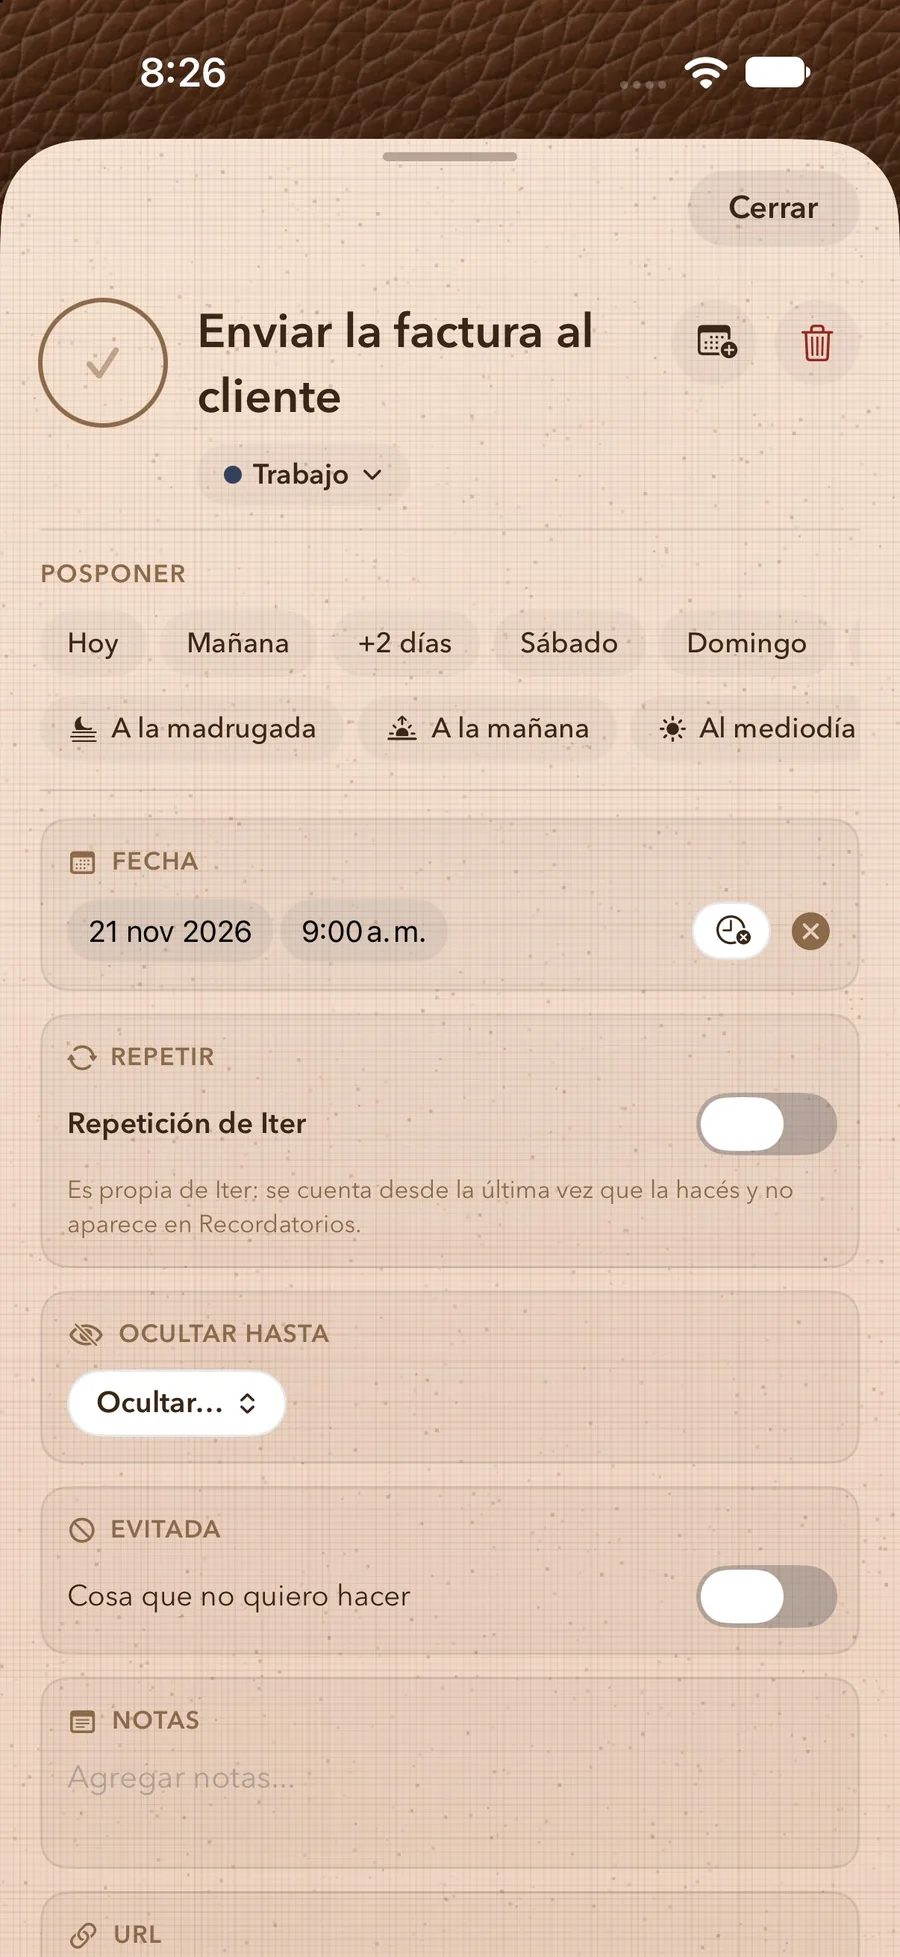 8:26
Cerrar
Enviar la factura al
cliente
Trabajo
POSPONER
Hoy Mañana +2 días Sábado Domingo
A la madrugada A la mañana Al mediodía
FECHA
21 nov 2026 9:00 a. m.
REPETIR
Repetición de Iter
Es propia de Iter: se cuenta desde la última vez que la hacés y no
aparece en Recordatorios.
OCULTAR HASTA
Ocultar...
EVITADA
Cosa que no quiero hacer
NOTAS
Agregar notas...
URL